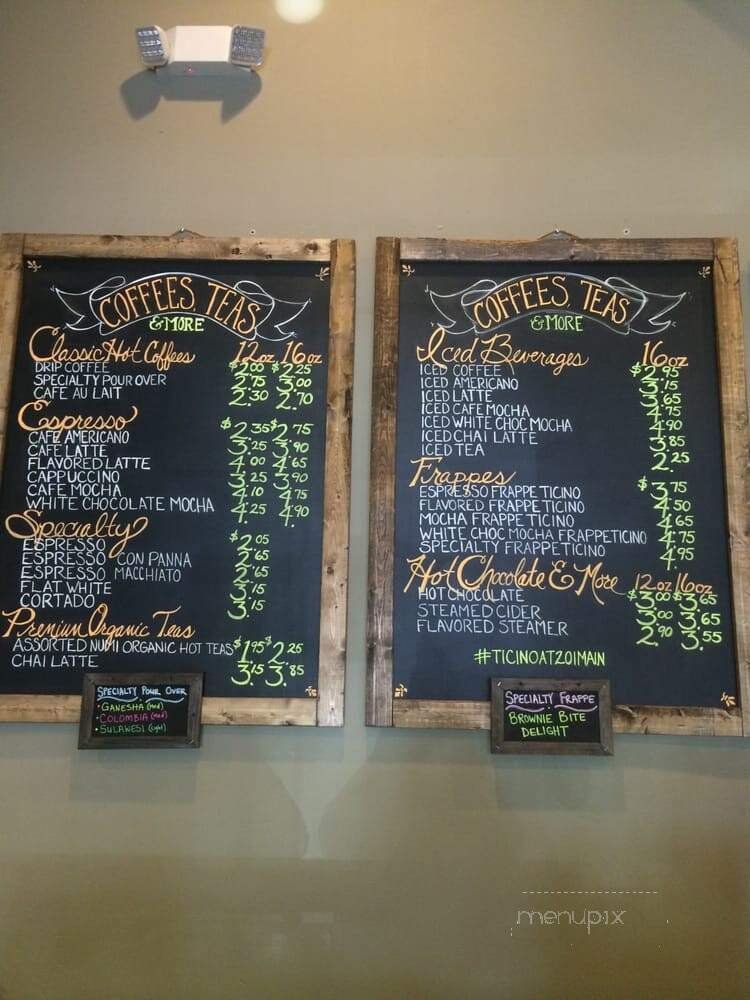 COFFEES, TEAS
& MORE
Classic Hot Coffees 12oz 16oz
DRIP COFFEE $2.00 $2.25
SPECIALTY POUR OVER 2.75 3.00
CAFE AU LAIT 2.30 2.70
Espresso
CAFE AMERICANO $2.35 $2.75
CAFE LATTE 3.25 3.90
FLAVORED LATTE 4.00 4.65
CAPPUCCINO 3.25 3.90
CAFE MOCHA 4.10 4.75
WHITE CHOCOLATE MOCHA 4.25 4.90
Specialty
ESPRESSO $2.05
ESPRESSO CON PANNA 2.65
ESPRESSO MACCHIATO 2.65
FLAT WHITE 3.15
CORTADO 3.15
Premium Organic Teas
ASSORTED NUMI ORGANIC HOT TEAS $1.95 $2.25
CHAI LATTE 3.15 3.85
SPECIALTY POUR OVER
• GANESHA (med)
• COLOMBIA (med)
• SULAWESI (light)
COFFEES, TEAS
& MORE
Iced Beverages 16oz
ICED COFFEE $2.95
ICED AMERICANO 3.15
ICED LATTE 3.65
ICED CAFE MOCHA 4.75
ICED WHITE CHOC MOCHA 4.90
ICED CHAI LATTE 3.85
ICED TEA 2.25
Frappes
ESPRESSO FRAPPETICINO $3.75
FLAVORED FRAPPETICINO 4.50
MOCHA FRAPPETICINO 4.65
WHITE CHOC MOCHA FRAPPETICINO 4.75
SPECIALTY FRAPPETICINO 4.95
Hot Chocolate & More 12oz 16oz
HOT CHOCOLATE $3.00 $3.65
STEAMED CIDER 3.00 3.65
FLAVORED STEAMER 2.90 3.55
#TICINOAT201MAIN
SPECIALTY FRAPPE
BROWNIE BITE
DELIGHT
menupix